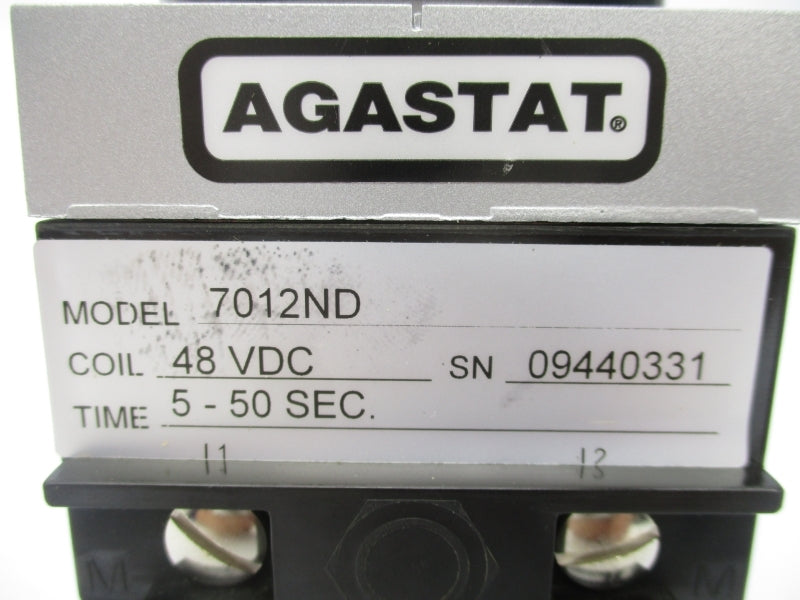 AGASTAT®
MODEL 7012ND
COIL 48 VDC SN 09440331
TIME 5 - 50 SEC.
M M